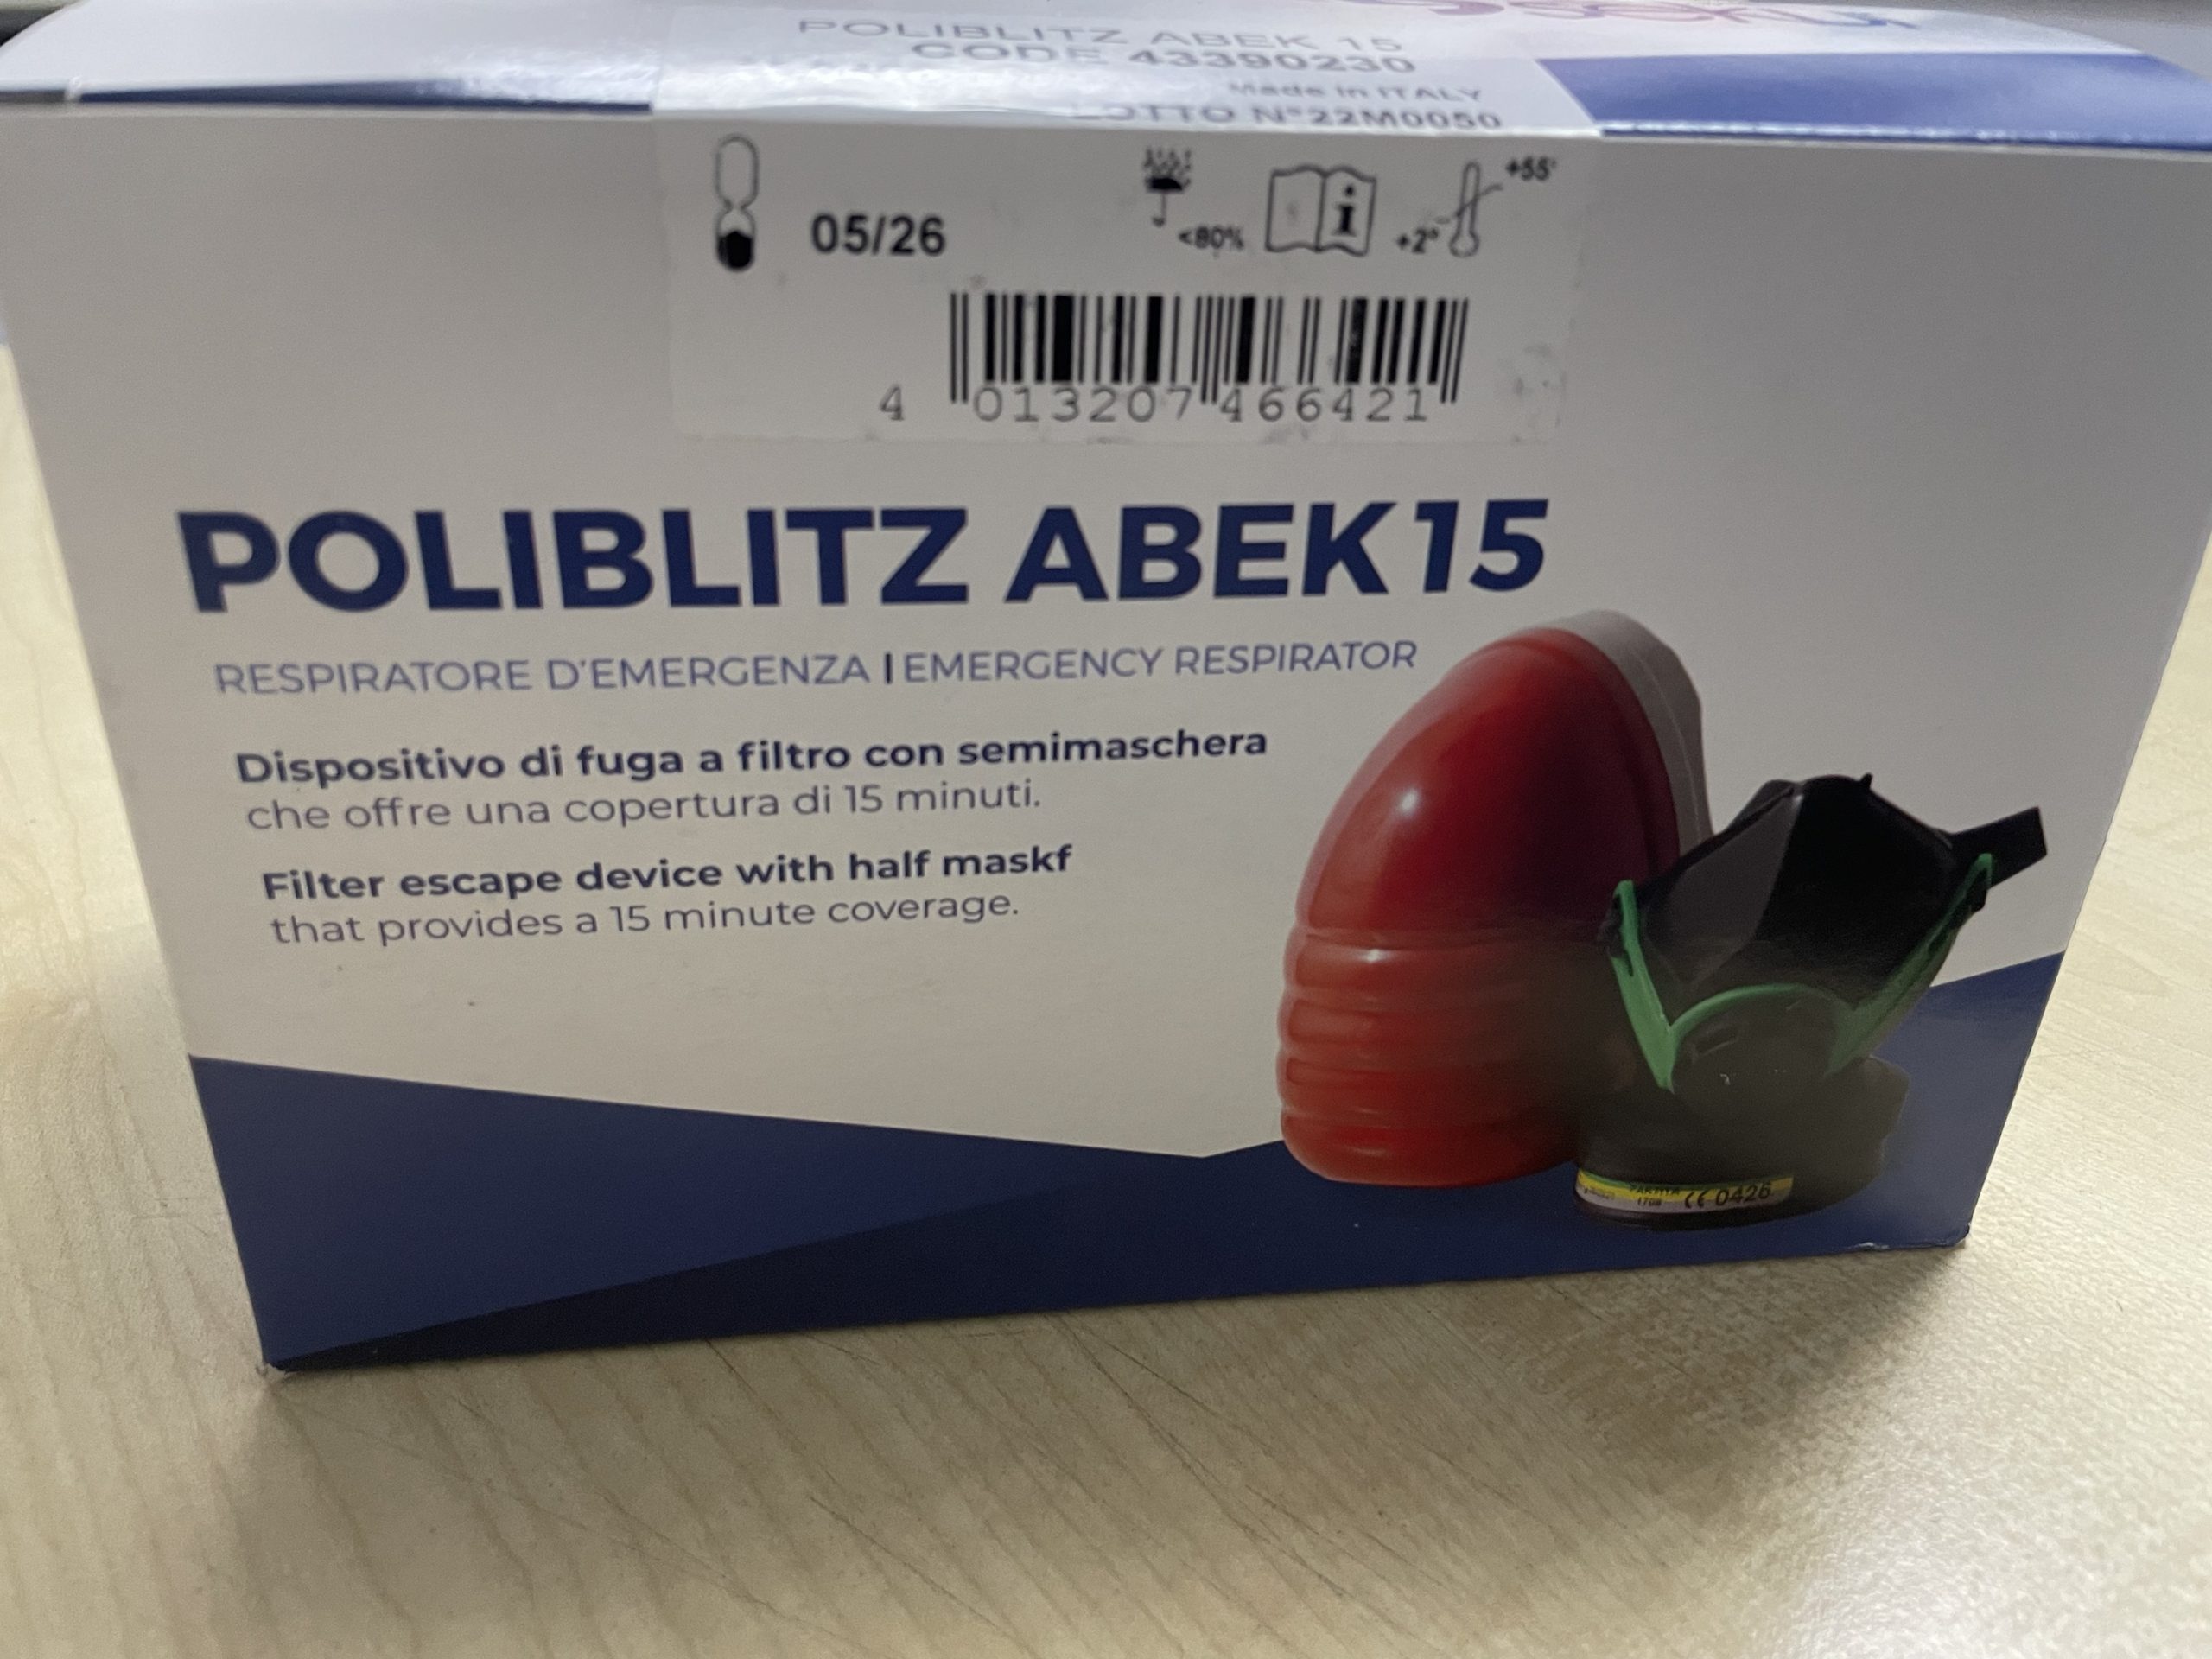 POLIBLITZ ABEK 15
CODE 43390230
Made in ITALY
LOTTO N°22M0050
05/26
<80%
i
+2°
+55°
4 013207 466421
POLIBLITZ ABEK 15
RESPIRATORE D'EMERGENZA | EMERGENCY RESPIRATOR
Dispositivo di fuga a filtro con semimaschera
che offre una copertura di 15 minuti.
Filter escape device with half maskf
that provides a 15 minute coverage.
CE 0426